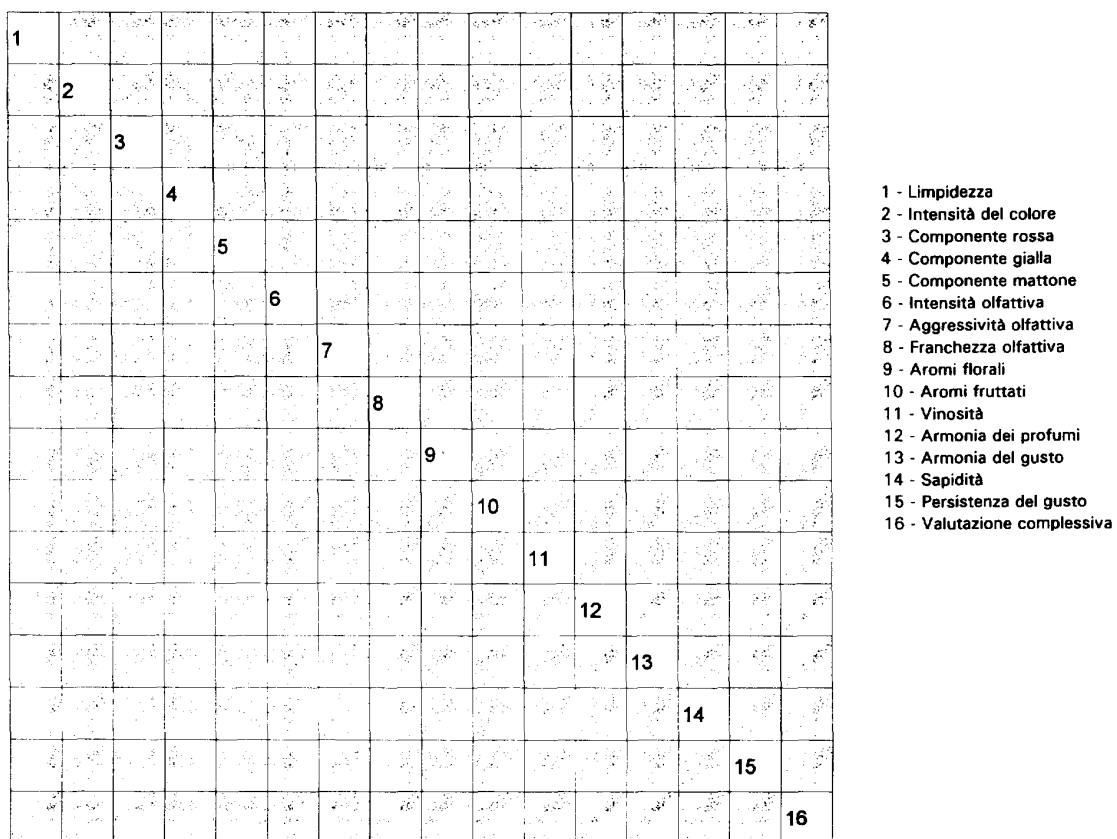 1
2
3
4
5
6
7
8
9
10
11
12
13
14
15
16
1 - Limpidezza
2 - Intensità del colore
3 - Componente rossa
4 - Componente gialla
5 - Componente mattone
6 - Intensità olfattiva
7 - Aggressività olfattiva
8 - Franchezza olfattiva
9 - Aromi florali
10 - Aromi fruttati
11 - Vinosità
12 - Armonia dei profumi
13 - Armonia del gusto
14 - Sapidità
15 - Persistenza del gusto
16 - Valutazione complessiva